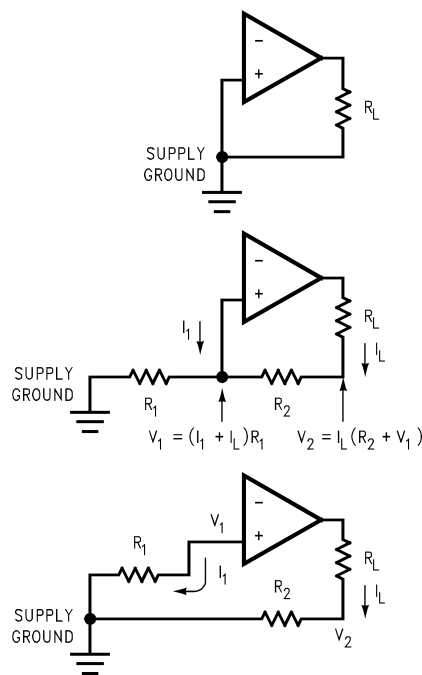 −
+
R_L
SUPPLY
GROUND
−
+
I_1
R_L
I_L
SUPPLY
GROUND
R_1
R_2
V_1 = (I_1 + I_L)R_1
V_2 = I_L(R_2 + V_1)
−
+
V_1
R_1
I_1
R_L
R_2
I_L
SUPPLY
GROUND
V_2